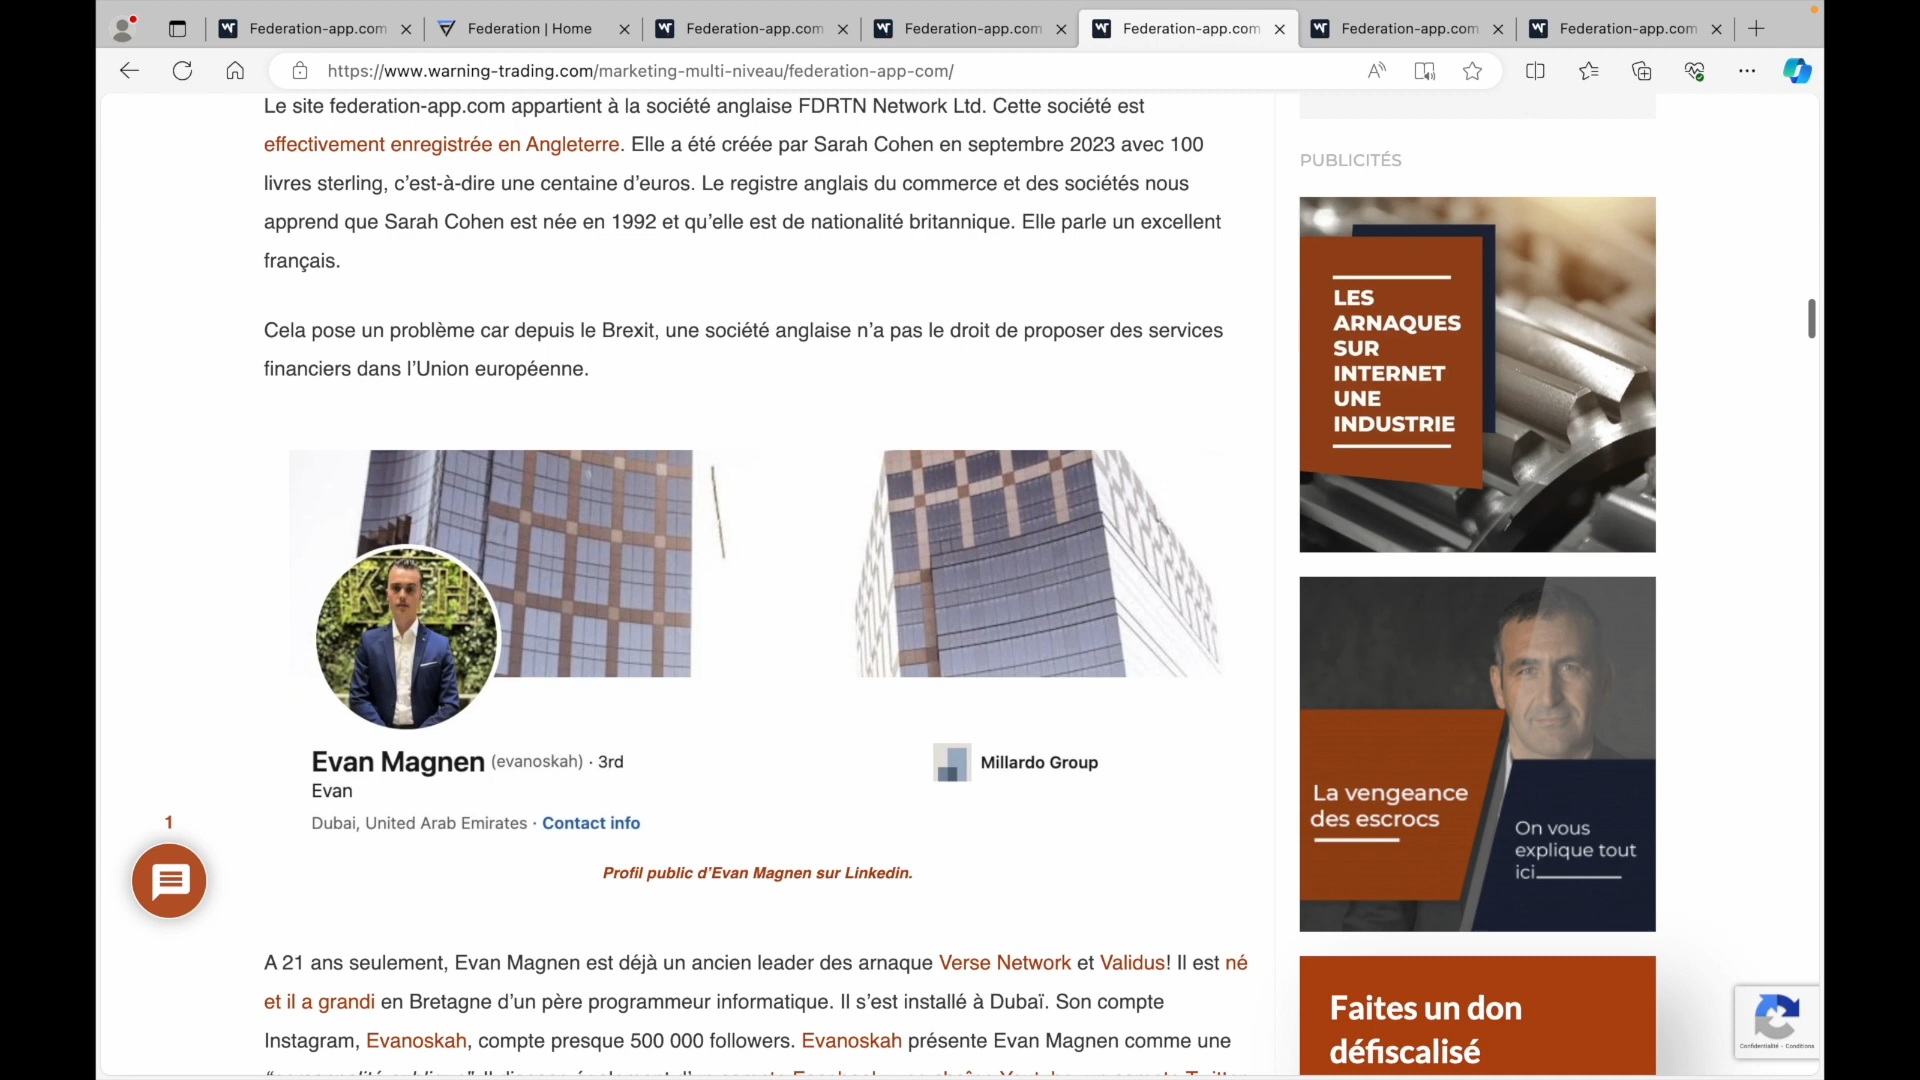 Federation-app.com
Federation | Home
Federation-app.com
Federation-app.com
Federation-app.com
Federation-app.com
Federation-app.com
https://www.warning-trading.com/marketing-multi-niveau/federation-app-com/
Le site federation-app.com appartient à la société anglaise FDRTN Network Ltd. Cette société est
effectivement enregistrée en Angleterre. Elle a été créée par Sarah Cohen en septembre 2023 avec 100
livres sterling, c’est-à-dire une centaine d’euros. Le registre anglais du commerce et des sociétés nous
apprend que Sarah Cohen est née en 1992 et qu’elle est de nationalité britannique. Elle parle un excellent
français.
Cela pose un problème car depuis le Brexit, une société anglaise n’a pas le droit de proposer des services
financiers dans l’Union européenne.
Evan Magnen (evanoskah) · 3rd
Evan
Dubai, United Arab Emirates · Contact info
Millardo Group
Profil public d’Evan Magnen sur Linkedin.
A 21 ans seulement, Evan Magnen est déjà un ancien leader des arnaque Verse Network et Validus! Il est né
et il a grandi en Bretagne d’un père programmeur informatique. Il s’est installé à Dubaï. Son compte
Instagram, Evanoskah, compte presque 500 000 followers. Evanoskah présente Evan Magnen comme une
1
PUBLICITÉS
LES
ARNAQUES
SUR
INTERNET
UNE
INDUSTRIE
La vengeance
des escrocs
On vous
explique tout
ici
Faites un don
défiscalisé
Confidentialité - Conditions